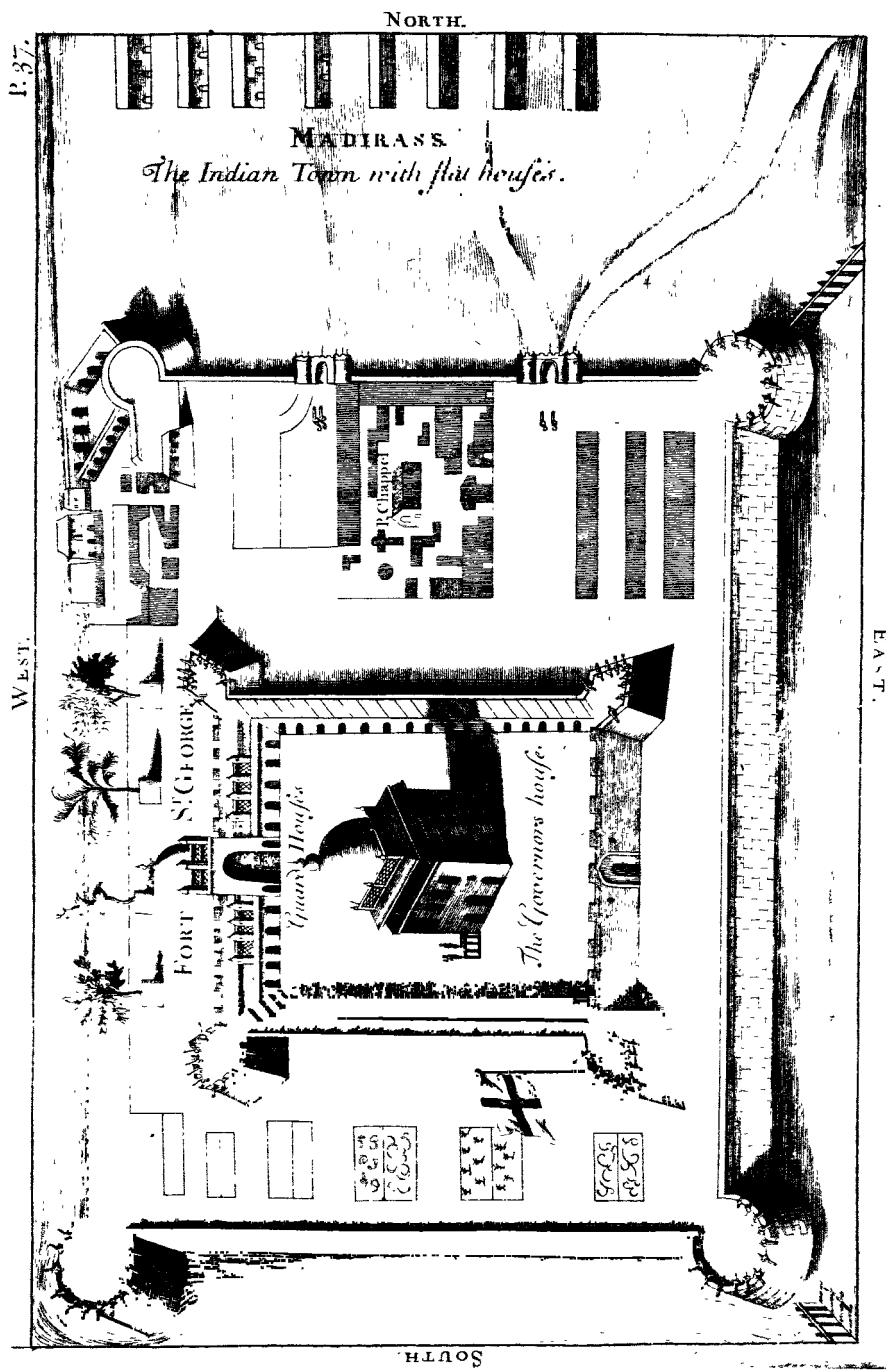 NORTH.
P. 37.
MADIRASS.
The Indian Town with flat houses.
P. Chappel
WEST.
EAST.
FORT St. GEORGE
Guard Houses
The Governors house.
SOUTH.